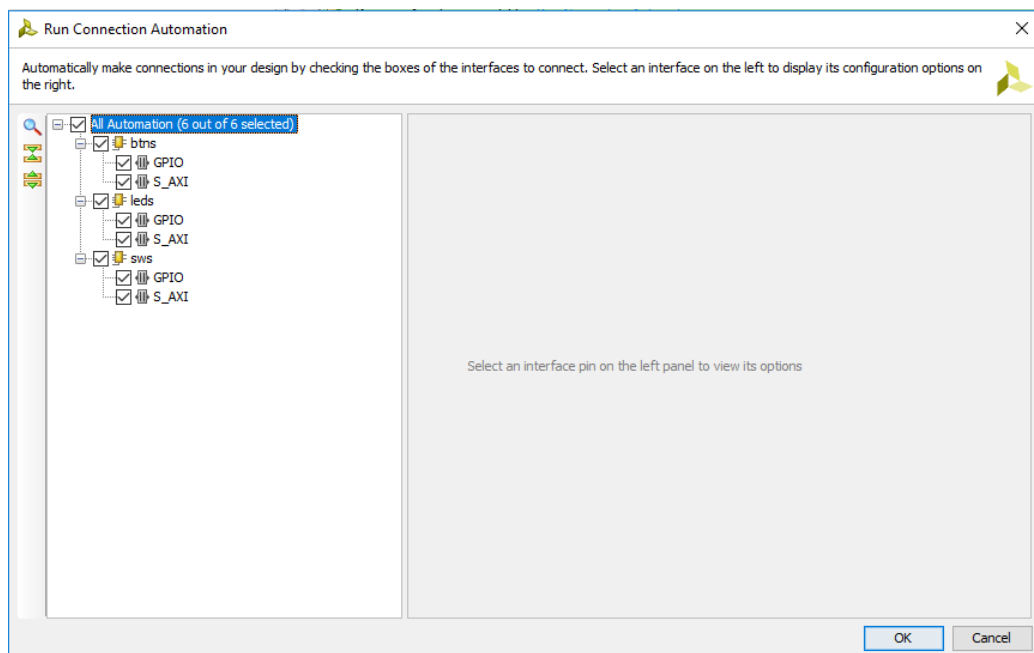 Run Connection Automation
Automatically make connections in your design by checking the boxes of the interfaces to connect. Select an interface on the left to display its configuration options on
the right.
All Automation (6 out of 6 selected)
btns
GPIO
S_AXI
leds
GPIO
S_AXI
sws
GPIO
S_AXI
Select an interface pin on the left panel to view its options
OK
Cancel